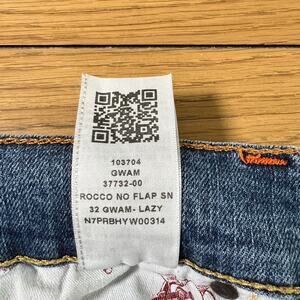 103704
GWAM
37732-00
ROCCO NO FLAP SN
32 GWAM- LAZY
N7PRBHYW00314